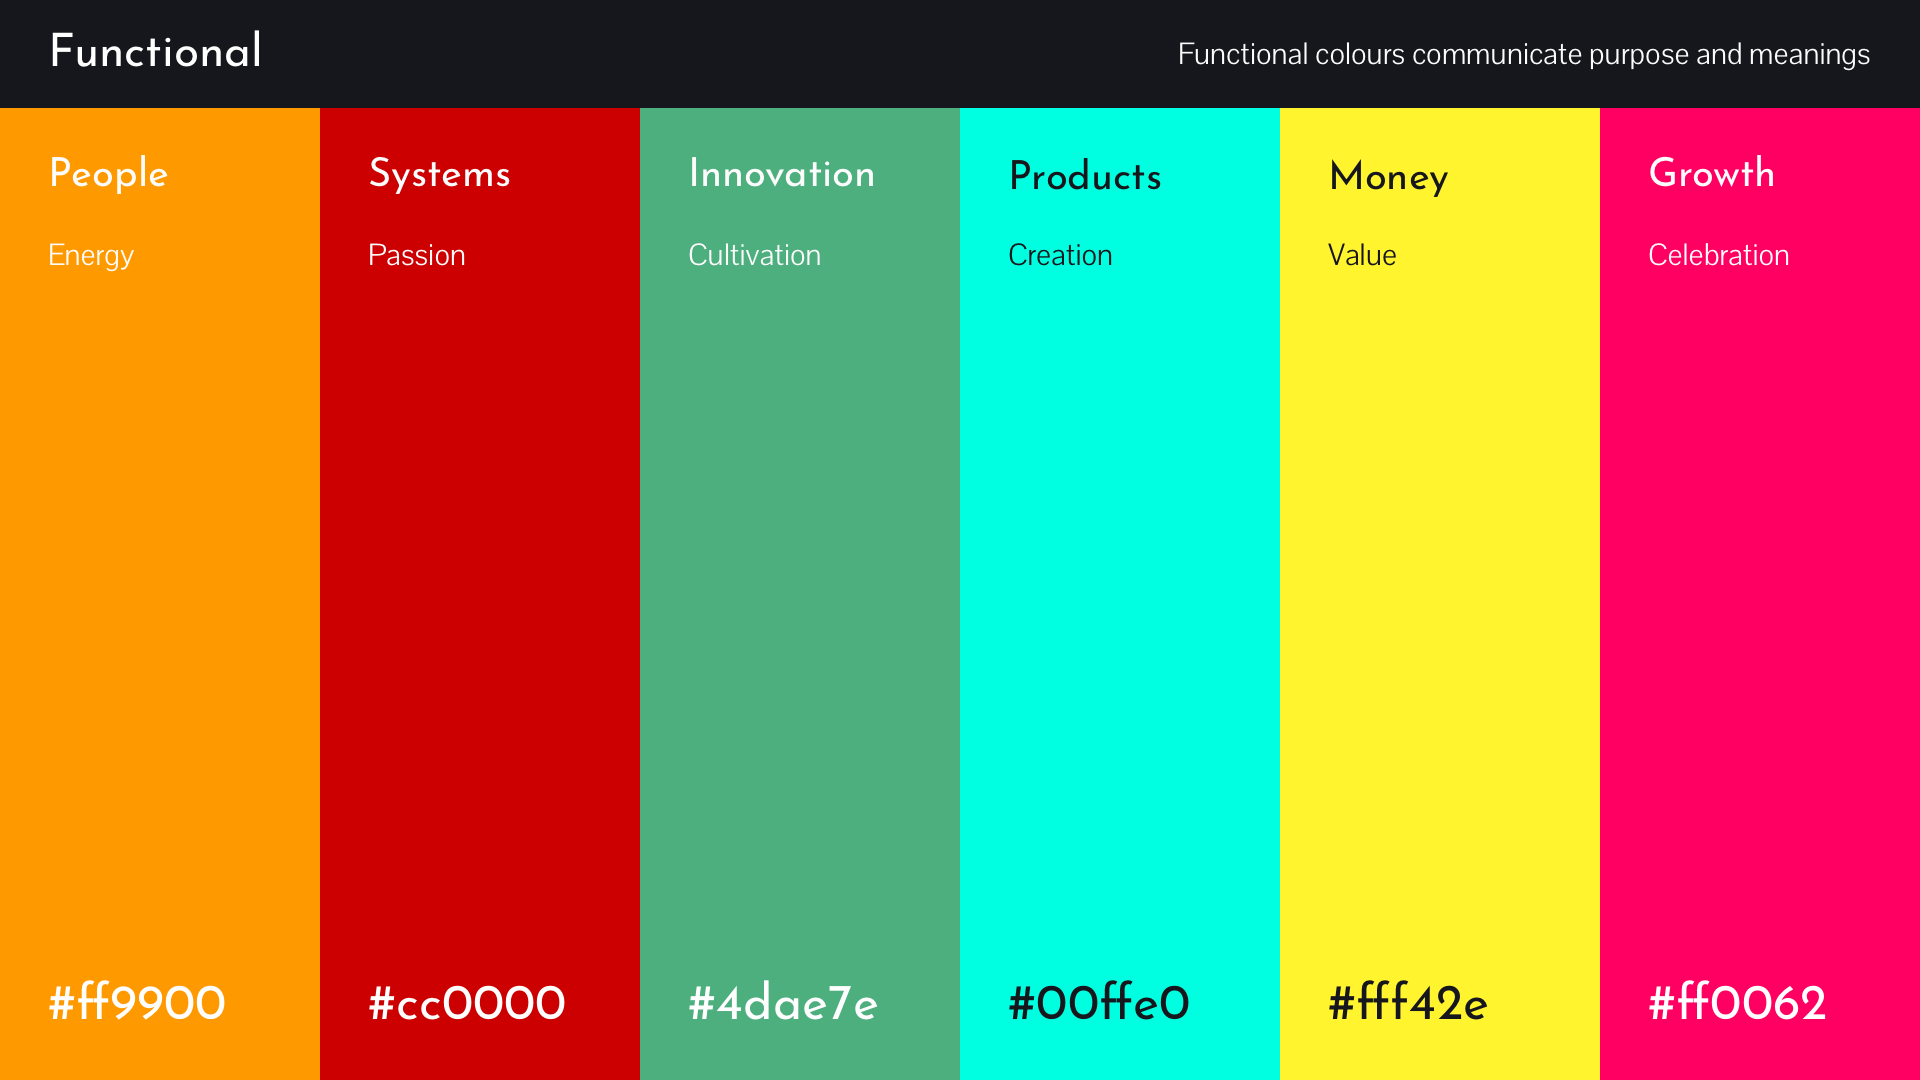 Functional
Functional colours communicate purpose and meanings
People
Energy
#ff9900
Systems
Passion
#cc0000
Innovation
Cultivation
#4dae7e
Products
Creation
#00ffe0
Money
Value
#fff42e
Growth
Celebration
#ff0062